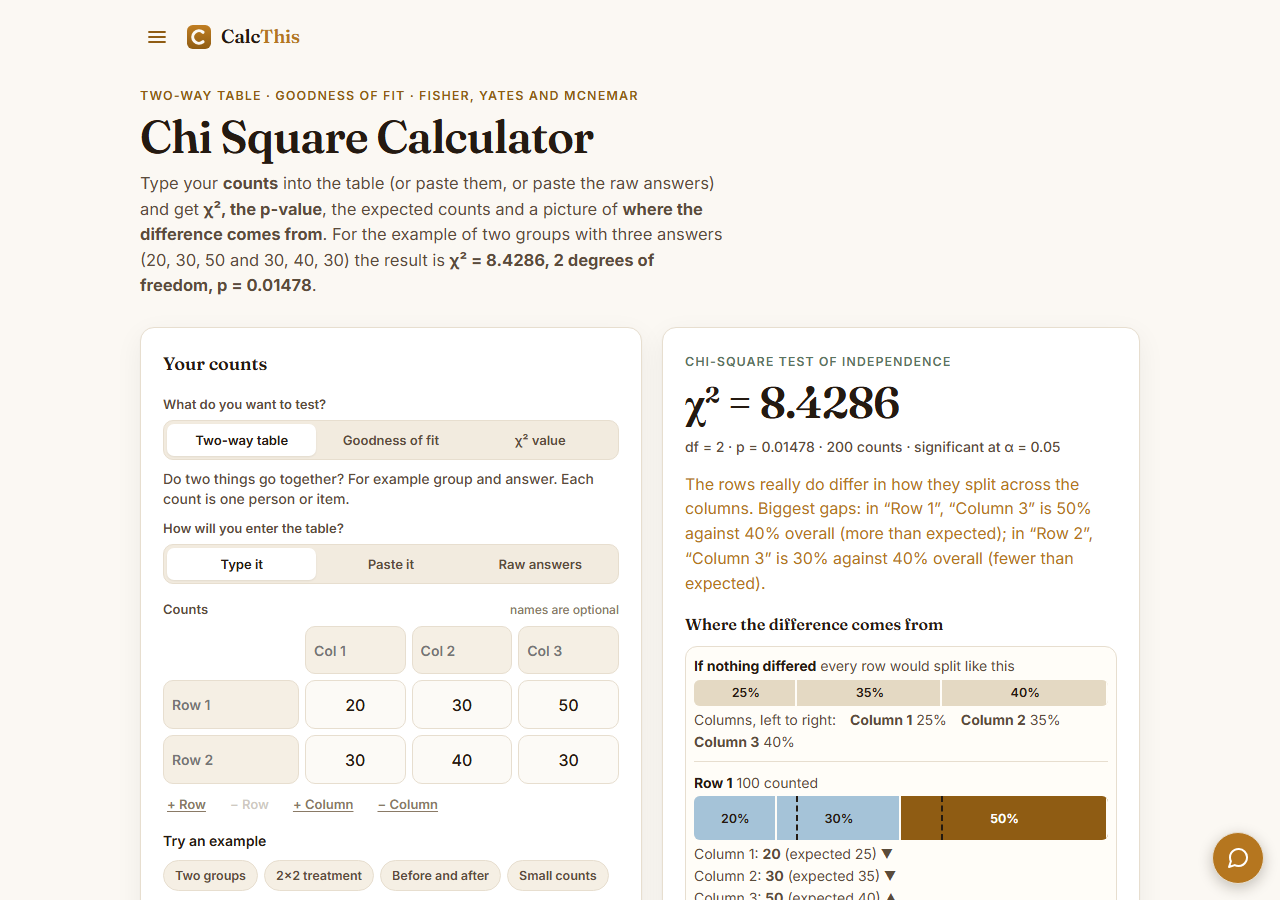 CalcThis
TWO-WAY TABLE · GOODNESS OF FIT · FISHER, YATES AND MCNEMAR
Chi Square Calculator
Type your counts into the table (or paste them, or paste the raw answers)
and get χ², the p-value, the expected counts and a picture of where the
difference comes from. For the example of two groups with three answers
(20, 30, 50 and 30, 40, 30) the result is χ² = 8.4286, 2 degrees of
freedom, p = 0.01478.
Your counts
What do you want to test?
Two-way table Goodness of fit χ² value
Do two things go together? For example group and answer. Each
count is one person or item.
How will you enter the table?
Type it Paste it Raw answers
Counts names are optional
Col 1 Col 2 Col 3
Row 1 20 30 50
Row 2 30 40 30
+ Row − Row + Column − Column
Try an example
Two groups 2×2 treatment Before and after Small counts
CHI-SQUARE TEST OF INDEPENDENCE
χ² = 8.4286
df = 2 · p = 0.01478 · 200 counts · significant at α = 0.05
The rows really do differ in how they split across the
columns. Biggest gaps: in “Row 1”, “Column 3” is 50%
against 40% overall (more than expected); in “Row 2”,
“Column 3” is 30% against 40% overall (fewer than
expected).
Where the difference comes from
If nothing differed every row would split like this
25% 35% 40%
Columns, left to right: Column 1 25% Column 2 35%
Column 3 40%
Row 1 100 counted
20% 30% 50%
Column 1: 20 (expected 25) ▼
Column 2: 30 (expected 35) ▼
Column 3: 50 (expected 40) ▲